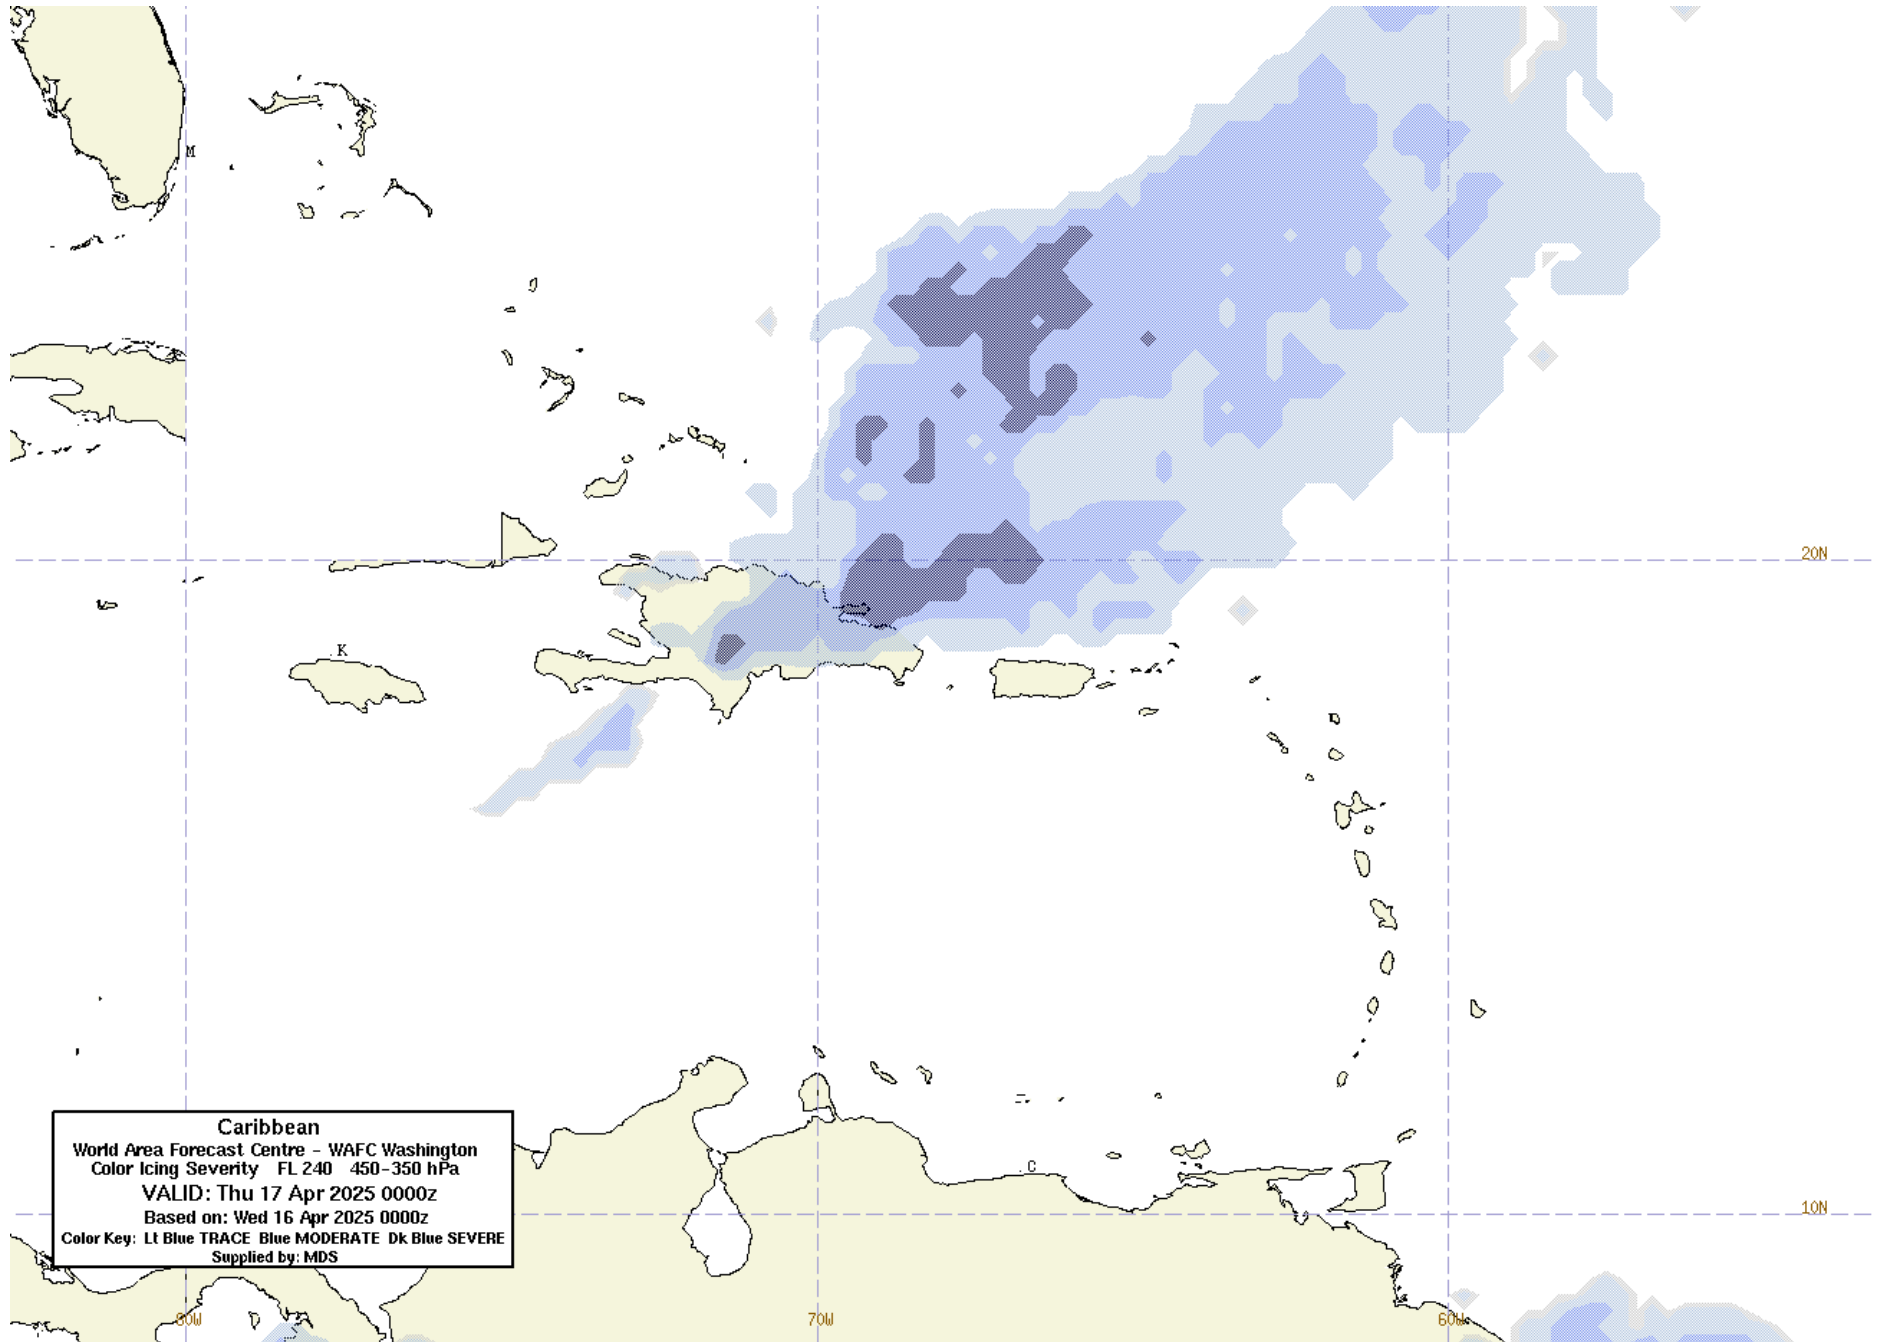 M
20N
K
C
10N
Caribbean
World Area Forecast Centre - WAFC Washington
Color Icing Severity FL 240 450-350 hPa
VALID: Thu 17 Apr 2025 0000z
Based on: Wed 16 Apr 2025 0000z
Color Key: Lt Blue TRACE Blue MODERATE Dk Blue SEVERE
Supplied by: MDS
80W 70W 60W